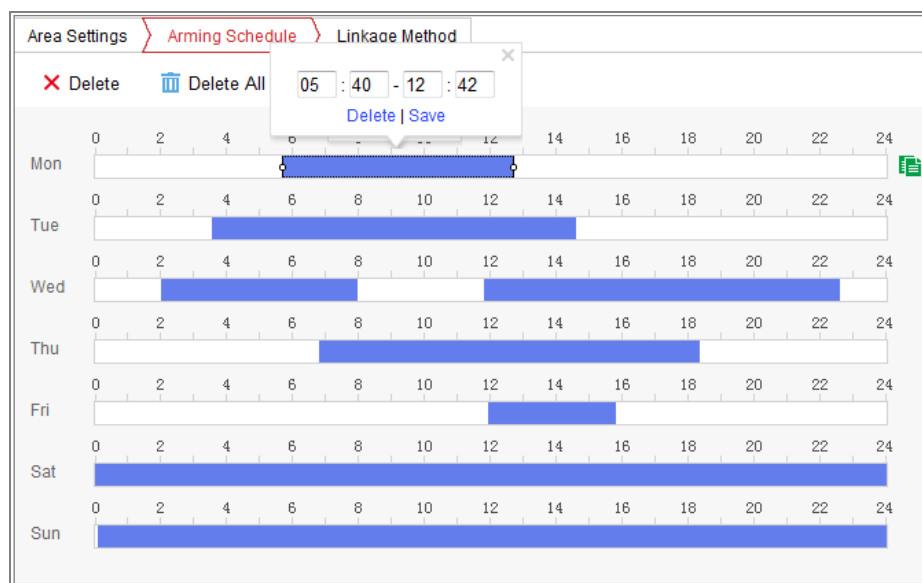 Area Settings Arming Schedule Linkage Method
Delete Delete All
05 : 40 - 12 : 42
Delete | Save
0 2 4 6 12 14 16 18 20 22 24
Mon
0 2 4 6 8 10 12 14 16 18 20 22 24
Tue
0 2 4 6 8 10 12 14 16 18 20 22 24
Wed
0 2 4 6 8 10 12 14 16 18 20 22 24
Thu
0 2 4 6 8 10 12 14 16 18 20 22 24
Fri
0 2 4 6 8 10 12 14 16 18 20 22 24
Sat
0 2 4 6 8 10 12 14 16 18 20 22 24
Sun